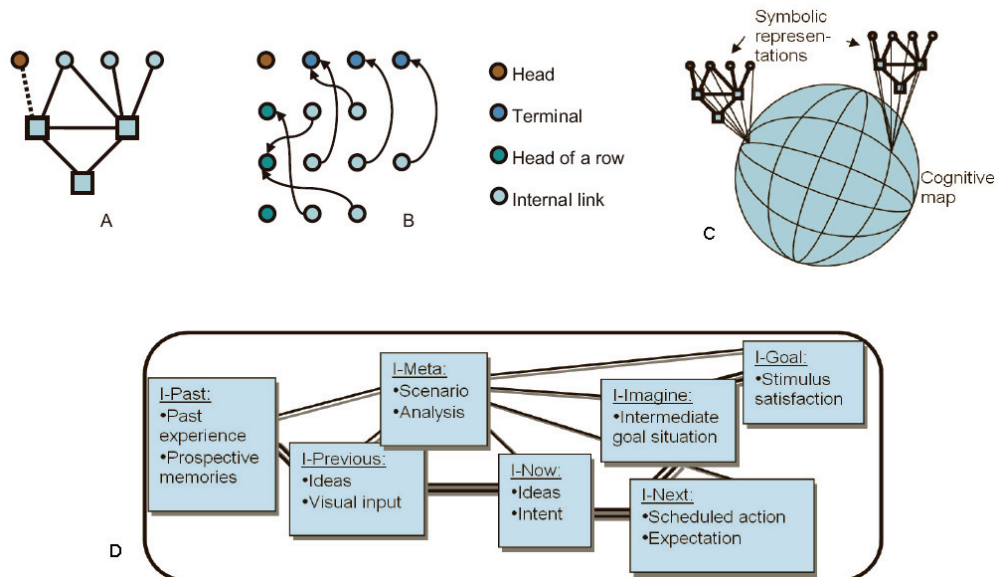 A
B
Head
Terminal
Head of a row
Internal link
Symbolic
represen-
tations
Cognitive
map
C
I-Past:
•Past
experience
•Prospective
memories
I-Previous:
•Ideas
•Visual input
I-Meta:
•Scenario
•Analysis
I-Now:
•Ideas
•Intent
I-Imagine:
•Intermediate
goal situation
I-Next:
•Scheduled action
•Expectation
I-Goal:
•Stimulus
satisfaction
D